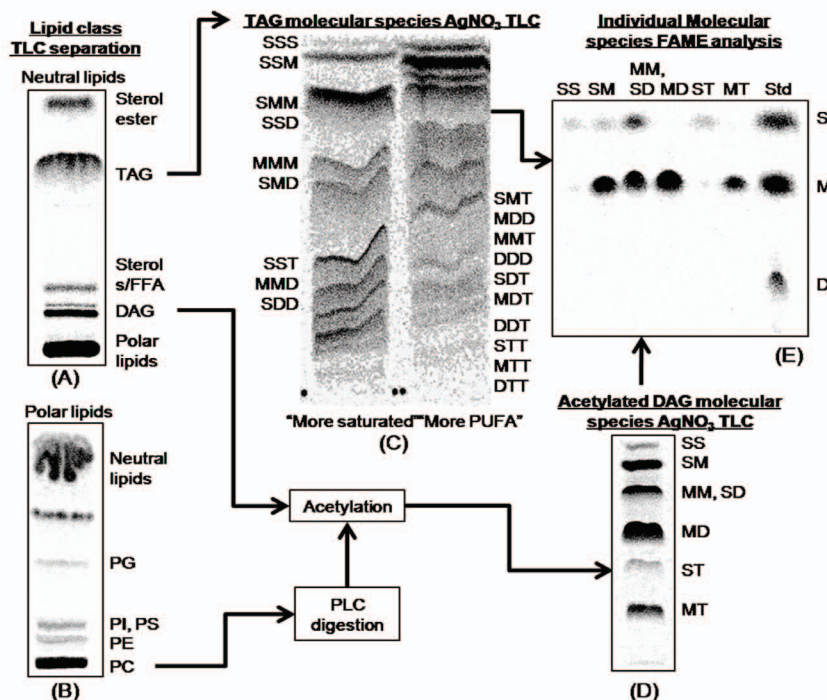 Lipid class
TLC separation
Neutral lipids
Sterol
ester
TAG
Sterol
s/FFA
DAG
Polar
lipids
(A)
Polar lipids
Neutral
lipids
PG
PI, PS
PE
PC
(B)
TAG molecular species AgNO₃ TLC
SSS
SSM
SMM
SSD
MMM
SMD
SST
MMD
SDD
SMT
MDD
MMT
DDD
SDT
MDT
DDT
STT
MTT
DTT
“More saturated”“More PUFA”
(C)
Acetylation
PLC
digestion
Individual Molecular
species FAME analysis
MM,
SS SM SD MD ST MT Std
S
M
D
(E)
Acetylated DAG molecular
species AgNO₃ TLC
SS
SM
MM, SD
MD
ST
MT
(D)